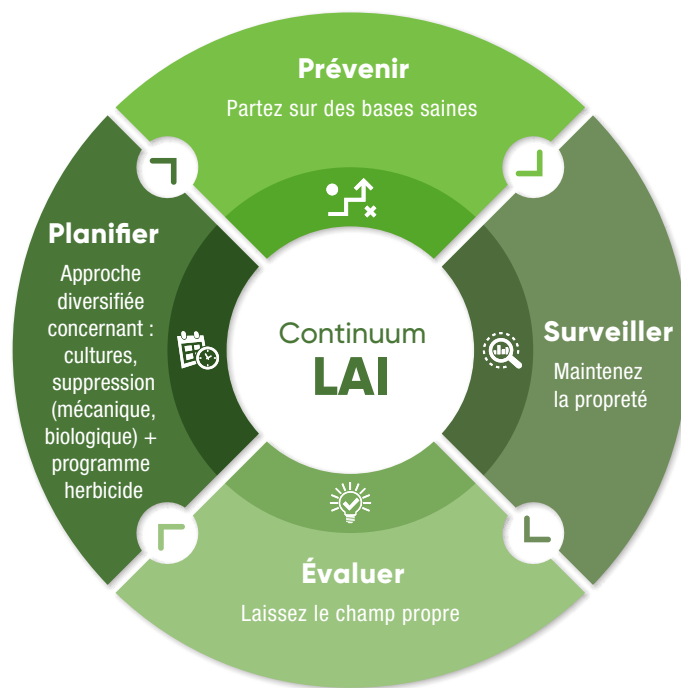 Prévenir
Partez sur des bases saines
Planifier
Approche
diversifiée
concernant :
cultures,
suppression
(mécanique,
biologique) +
programme
herbicide
Continuum
LAI
Surveiller
Maintenez
la propreté
Évaluer
Laissez le champ propre